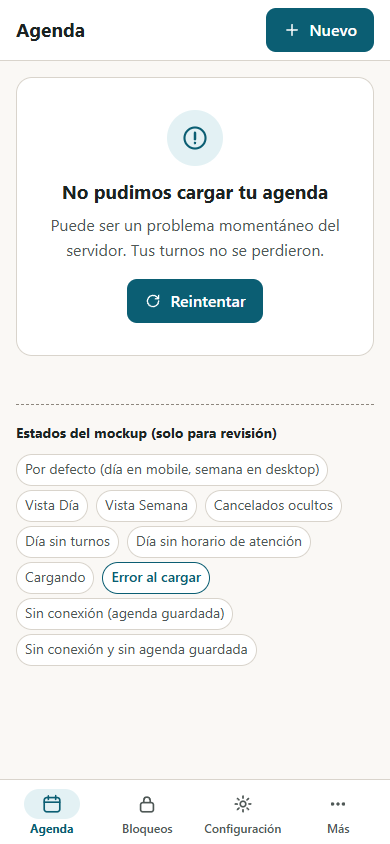 Agenda
Nuevo
No pudimos cargar tu agenda
Puede ser un problema momentáneo del
servidor. Tus turnos no se perdieron.
Reintentar
Estados del mockup (solo para revisión)
Por defecto (día en mobile, semana en desktop)
Vista Día Vista Semana Cancelados ocultos
Día sin turnos Día sin horario de atención
Cargando Error al cargar
Sin conexión (agenda guardada)
Sin conexión y sin agenda guardada
Agenda Bloqueos Configuración Más